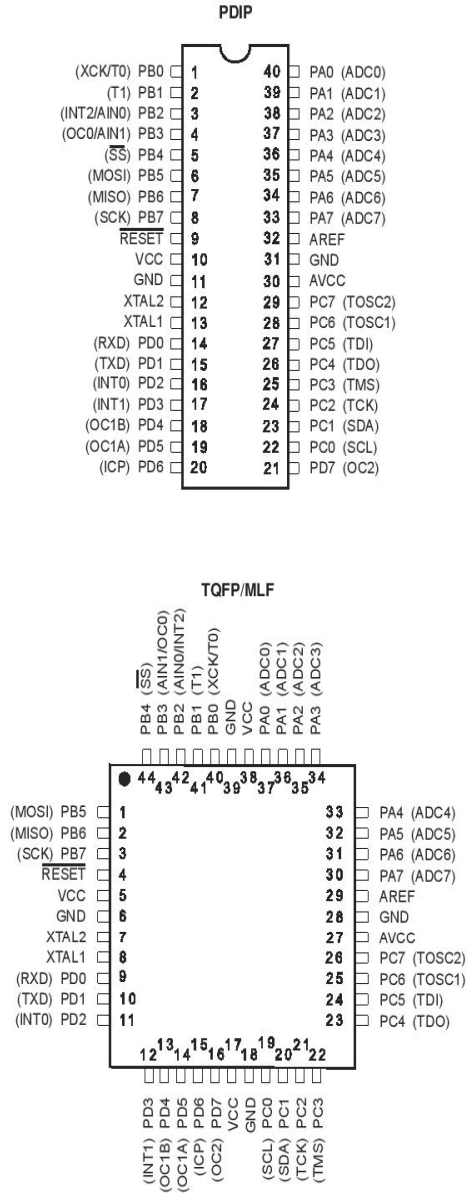 PDIP
(XCK/T0) PB0 1 40 PA0 (ADC0)
(T1) PB1 2 39 PA1 (ADC1)
(INT2/AIN0) PB2 3 38 PA2 (ADC2)
(OC0/AIN1) PB3 4 37 PA3 (ADC3)
(S̅S̅) PB4 5 36 PA4 (ADC4)
(MOSI) PB5 6 35 PA5 (ADC5)
(MISO) PB6 7 34 PA6 (ADC6)
(SCK) PB7 8 33 PA7 (ADC7)
R̅E̅S̅E̅T̅ 9 32 AREF
VCC 10 31 GND
GND 11 30 AVCC
XTAL2 12 29 PC7 (TOSC2)
XTAL1 13 28 PC6 (TOSC1)
(RXD) PD0 14 27 PC5 (TDI)
(TXD) PD1 15 26 PC4 (TDO)
(INT0) PD2 16 25 PC3 (TMS)
(INT1) PD3 17 24 PC2 (TCK)
(OC1B) PD4 18 23 PC1 (SDA)
(OC1A) PD5 19 22 PC0 (SCL)
(ICP) PD6 20 21 PD7 (OC2)
TQFP/MLF
PB4 (S̅S̅)
PB3 (AIN1/OC0)
PB2 (AIN0/INT2)
PB1 (T1)
PB0 (XCK/T0)
GND
VCC
PA0 (ADC0)
PA1 (ADC1)
PA2 (ADC2)
PA3 (ADC3)
44 43 42 41 40 39 38 37 36 35 34
(MOSI) PB5 1 33 PA4 (ADC4)
(MISO) PB6 2 32 PA5 (ADC5)
(SCK) PB7 3 31 PA6 (ADC6)
R̅E̅S̅E̅T̅ 4 30 PA7 (ADC7)
VCC 5 29 AREF
GND 6 28 GND
XTAL2 7 27 AVCC
XTAL1 8 26 PC7 (TOSC2)
(RXD) PD0 9 25 PC6 (TOSC1)
(TXD) PD1 10 24 PC5 (TDI)
(INT0) PD2 11 23 PC4 (TDO)
12 13 14 15 16 17 18 19 20 21 22
(INT1) PD3
(OC1B) PD4
(OC1A) PD5
(ICP) PD6
(OC2) PD7
VCC
GND
(SCL) PC0
(SDA) PC1
(TCK) PC2
(TMS) PC3